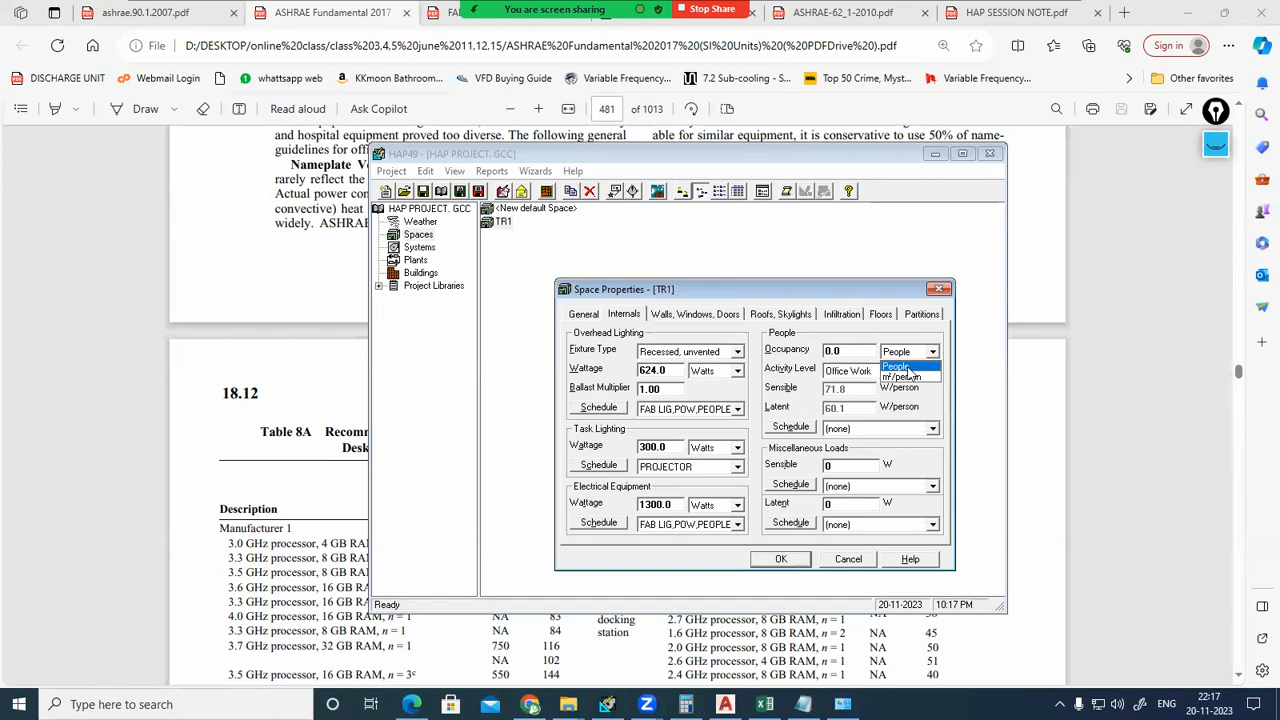 ashrae.90.1.2007.pdf
ASHRAE Fundamental 2017
You are screen sharing
Stop Share
ASHRAE-62_1-2010.pdf
HAP SESSION NOTE.pdf
File
D:/DESKTOP/online%20class/class%203,4,5%20june%2011,12,15/ASHRAE%20Fundamental%202017%20(SI%20Units)%20(%20PDFDrive%20).pdf
Sign in
DISCHARGE UNIT
Webmail Login
whattsapp web
KKmoon Bathroom...
VFD Buying Guide
Variable Frequency...
7.2 Sub-cooling - S...
Top 50 Crime, Myst...
Variable Frequency...
Other favorites
Draw
Read aloud
Ask Copilot
481 of 1013
and hospital equipment proved too diverse. The following general
able for similar equipment, it is conservative to use 50% of name-
guidelines for off
Nameplate Va
rarely reflect the
Actual power con
convective) heat
widely. ASHRAE
HAP49 - [HAP PROJECT. GCC]
Project Edit View Reports Wizards Help
HAP PROJECT. GCC
Weather
Spaces
Systems
Plants
Buildings
Project Libraries
<New default Space>
TR1
Space Properties - [TR1]
General Internals Walls, Windows, Doors Roofs, Skylights Infiltration Floors Partitions
Overhead Lighting
Fixture Type Recessed, unvented
Wattage 624.0 Watts
Ballast Multiplier 1.00
Schedule FAB LIG,POW,PEOPLE
Task Lighting
Wattage 300.0 Watts
Schedule PROJECTOR
Electrical Equipment
Wattage 1300.0 Watts
Schedule FAB LIG,POW,PEOPLE
People
Occupancy 0.0 People
People
m²/person
Activity Level Office Work
Sensible 71.8 W/person
Latent 60.1 W/person
Schedule (none)
Miscellaneous Loads
Sensible 0 W
Schedule (none)
Latent 0 W
Schedule (none)
OK Cancel Help
Ready
20-11-2023 10:17 PM
18.12
Table 8A Recomm
Desk
Description
Manufacturer 1
3.0 GHz processor, 4 GB RAM
3.3 GHz processor, 8 GB RAM
3.5 GHz processor, 8 GB RAM
3.6 GHz processor, 16 GB RAM
3.3 GHz processor, 16 GB RAM
4.0 GHz processor, 16 GB RAM, n = 1 NA 83
3.3 GHz processor, 8 GB RAM, n = 1 NA 84
3.7 GHz processor, 32 GB RAM, n = 1 750 116
NA 102
3.5 GHz processor, 16 GB RAM, n = 3ᶜ 550 144
docking
station
2.7 GHz processor, 8 GB RAM, n = 1 NA
1.6 GHz processor, 8 GB RAM, n = 2 NA 45
2.0 GHz processor, 8 GB RAM, n = 1 NA 50
2.6 GHz processor, 4 GB RAM, n = 1 NA 51
2.4 GHz processor, 8 GB RAM, n = 1 NA 40
Type here to search
ENG
22:17
20-11-2023